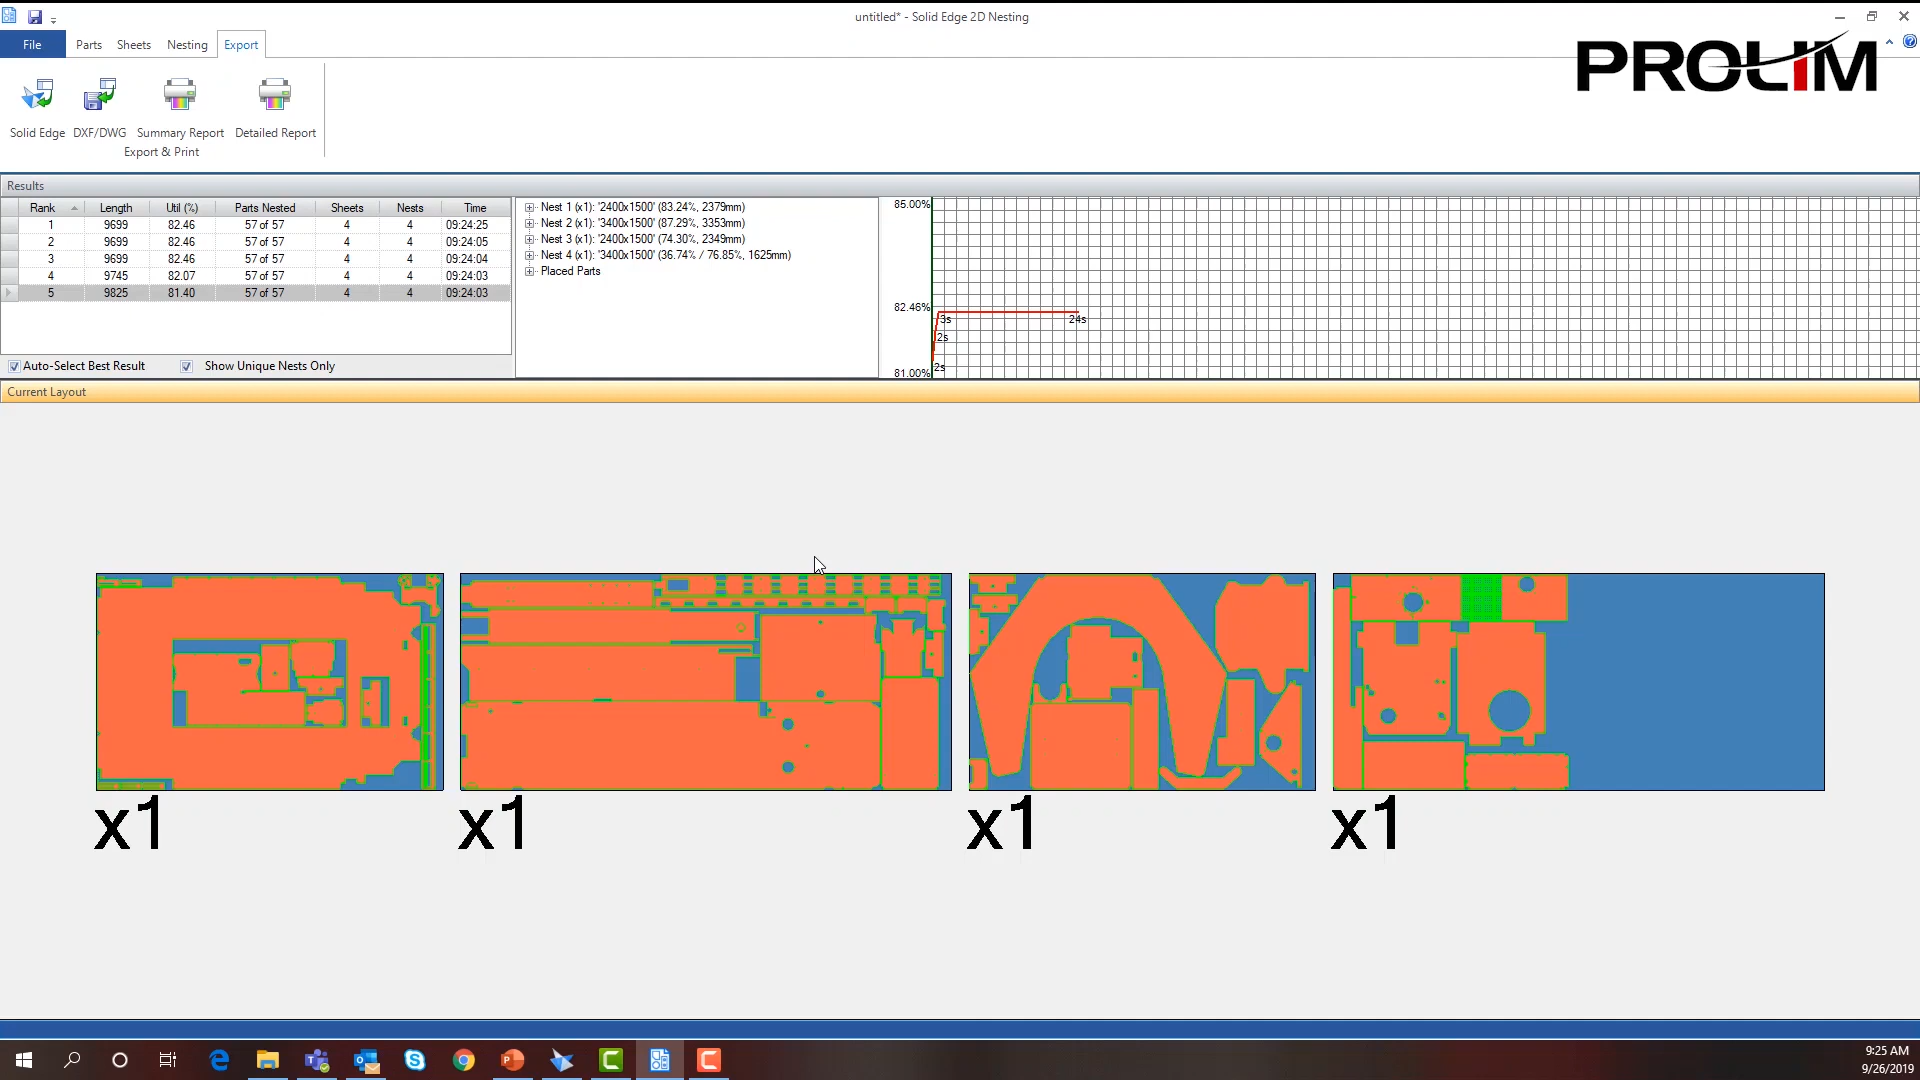 untitled* - Solid Edge 2D Nesting
File Parts Sheets Nesting Export
PROLIM
Solid Edge DXF/DWG Summary Report Detailed Report
Export & Print
Results
Rank Length Util (%) Parts Nested Sheets Nests Time
1 9699 82.46 57 of 57 4 4 09:24:25
2 9699 82.46 57 of 57 4 4 09:24:05
3 9699 82.46 57 of 57 4 4 09:24:04
4 9745 82.07 57 of 57 4 4 09:24:03
5 9825 81.40 57 of 57 4 4 09:24:03
Auto-Select Best Result Show Unique Nests Only
Nest 1 (x1): '2400x1500' (83.24%, 2379mm)
Nest 2 (x1): '3400x1500' (87.29%, 3353mm)
Nest 3 (x1): '2400x1500' (74.30%, 2349mm)
Nest 4 (x1): '3400x1500' (36.74% / 76.85%, 1625mm)
Placed Parts
85.00%
82.46%
3s 24s
2s
81.00% 2s
Current Layout
x1 x1 x1 x1
9:25 AM
9/26/2019